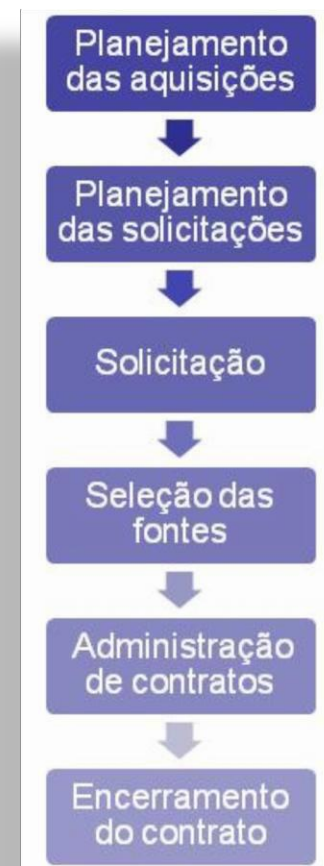 Planejamento
das aquisições
Planejamento
das solicitações
Solicitação
Seleção das
fontes
Administração
de contratos
Encerramento
do contrato